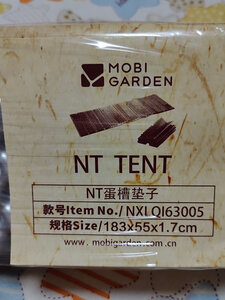 MOBI
GARDEN
NT TENT
NT蛋槽垫子
款号Item No./ NXLQI63005
规格Size/ 183x55x1.7cm
www.mobigarden.com.cn